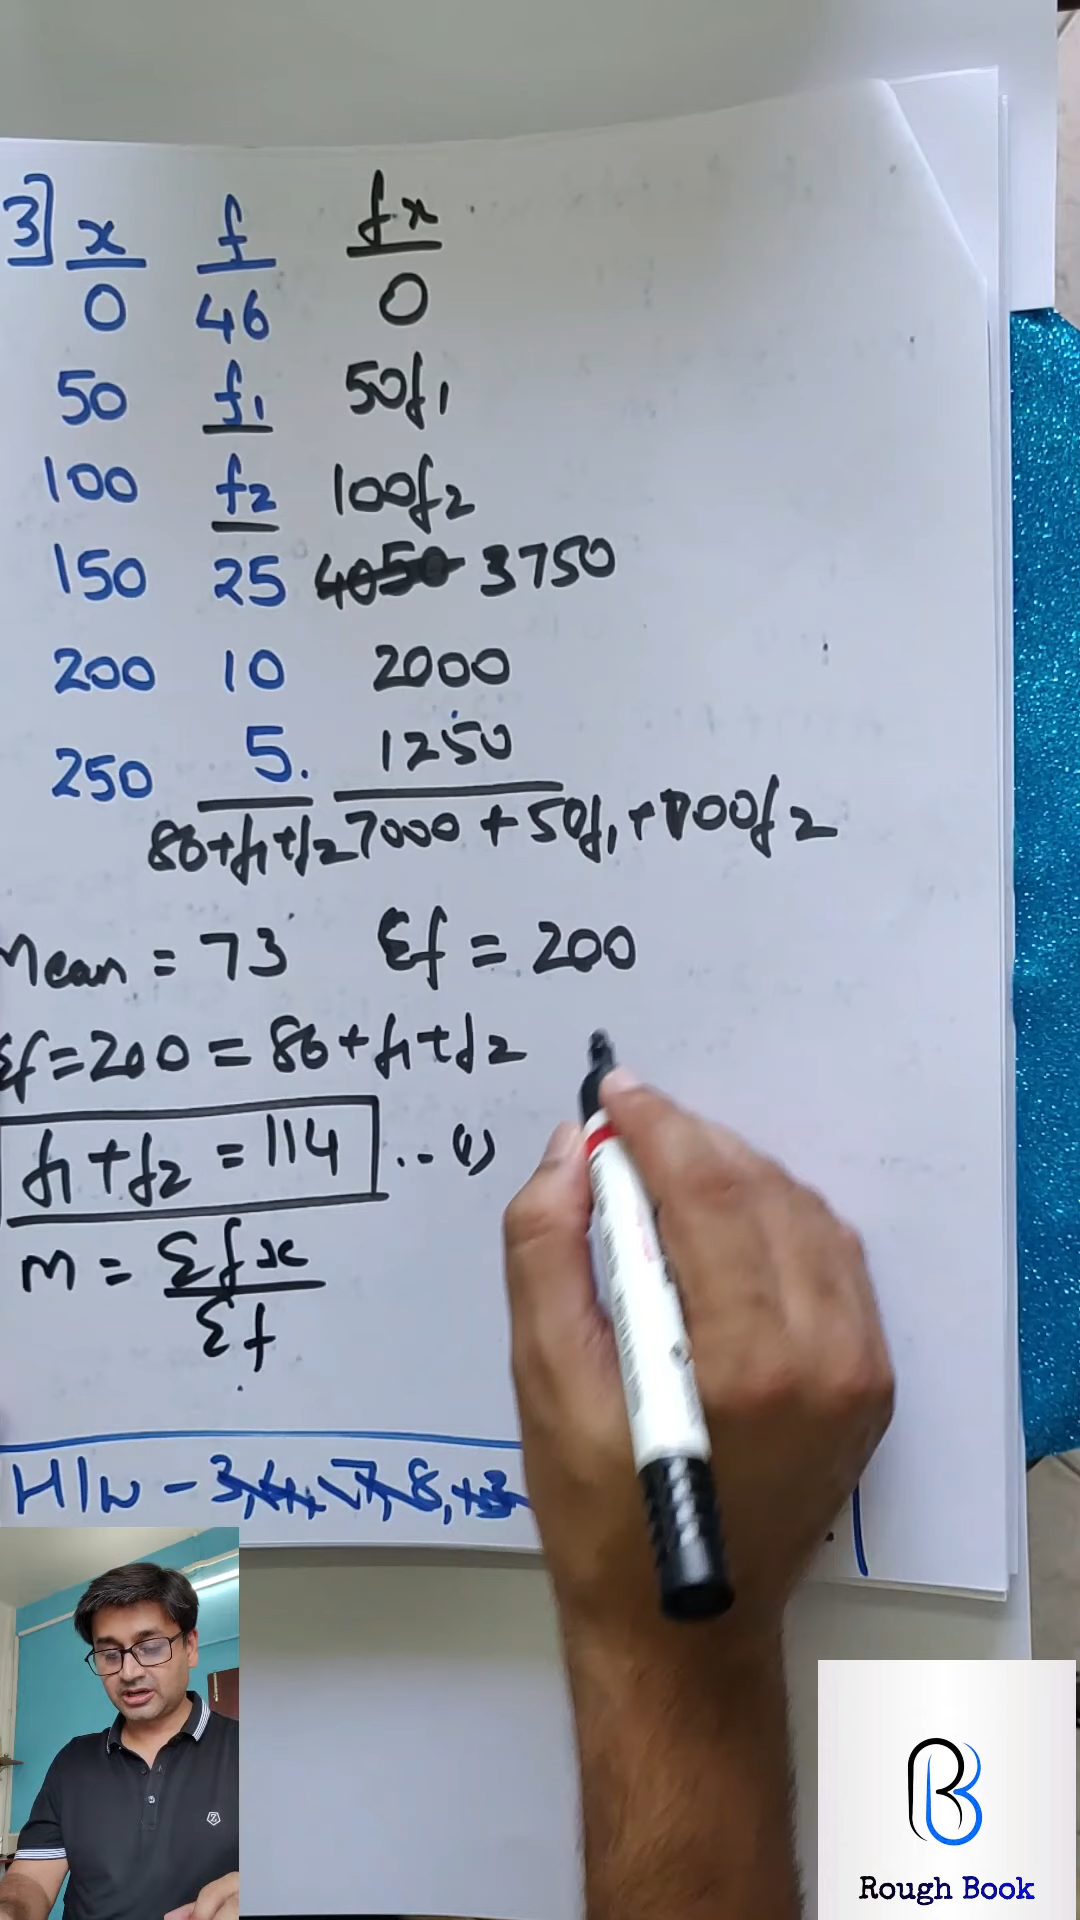 3] x f fx
0 46 0
50 f1 50f1
100 f2 100f2
150 25 4050 3750
200 10 2000
250 5. 1250
86+f1+f2 7000 + 50f1 + 100f2
Mean = 73 Σf = 200
Σf = 200 = 86 + f1 + f2
f1 + f2 = 114 ... (1)
m = Σfx
Σf
H/W - 3, 4, 7, 8, 
B
Rough Book